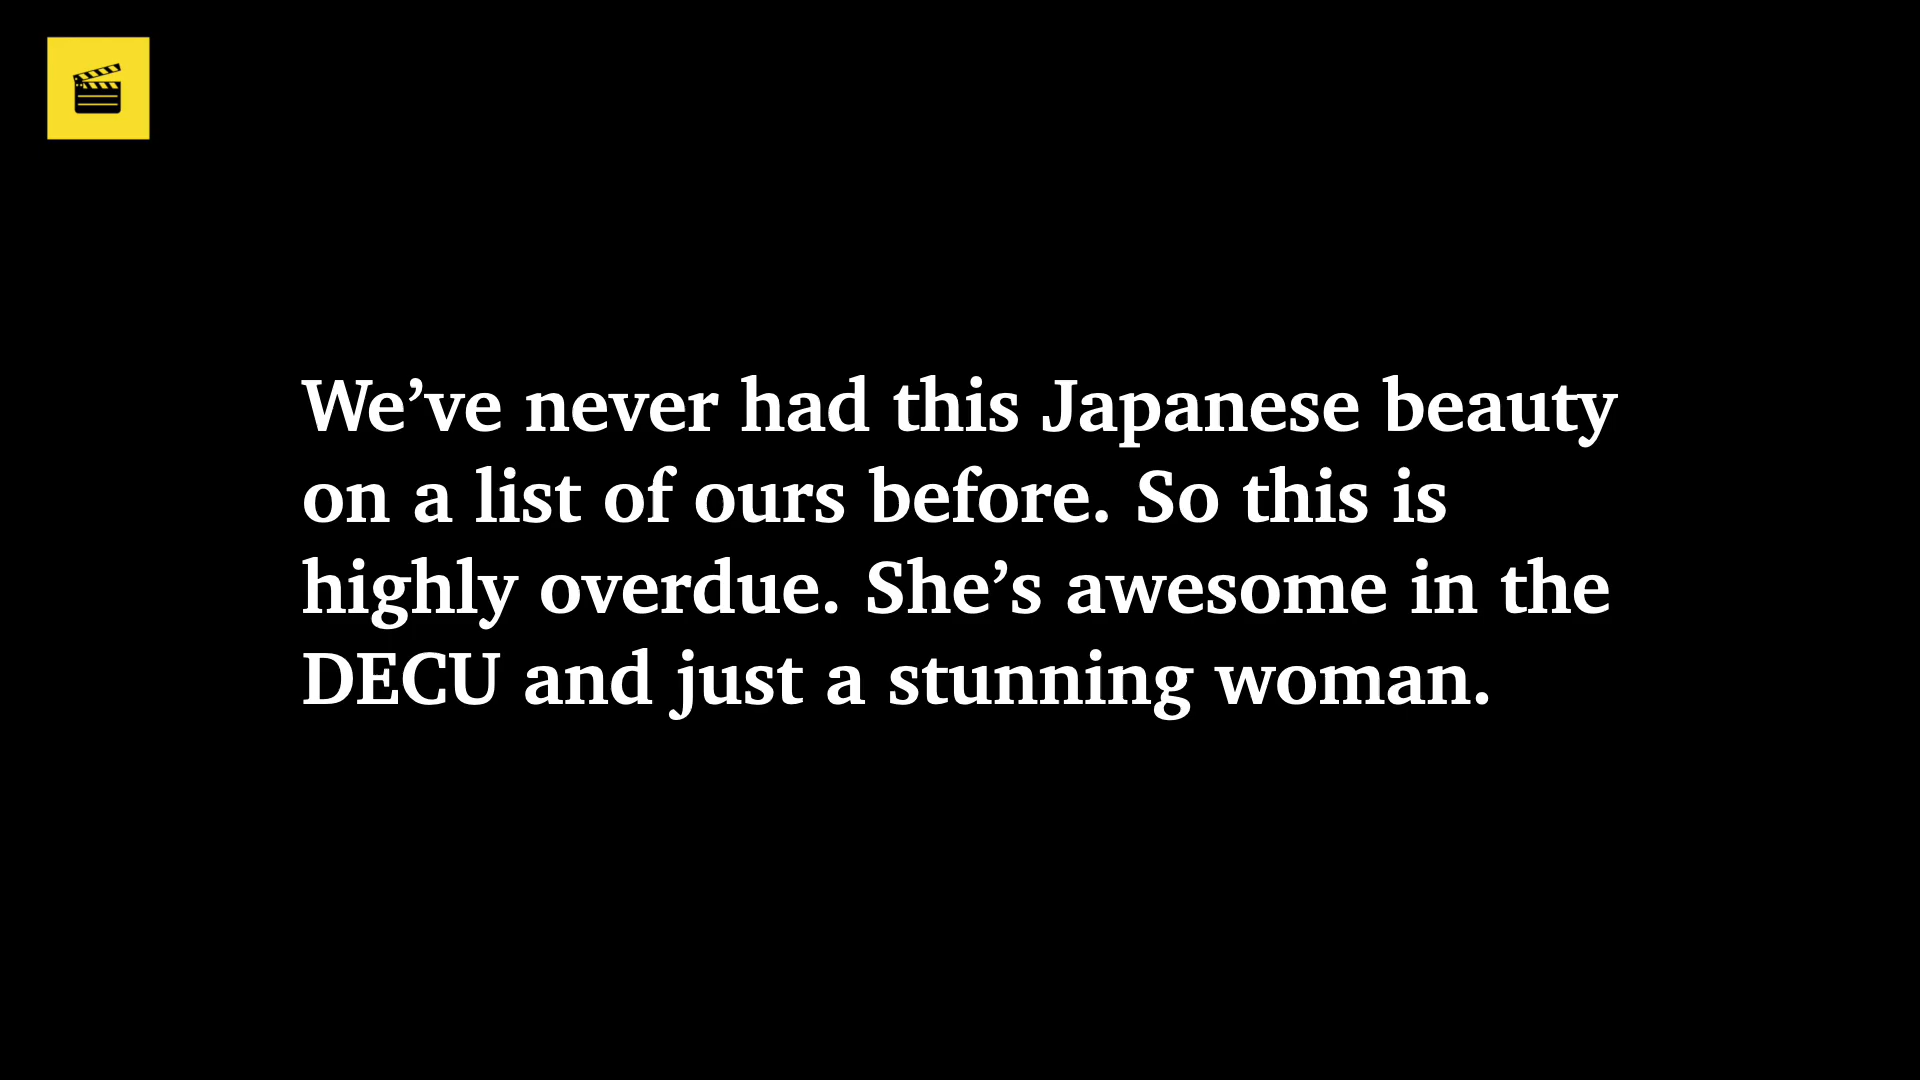 We’ve never had this Japanese beauty
on a list of ours before. So this is
highly overdue. She’s awesome in the
DECU and just a stunning woman.